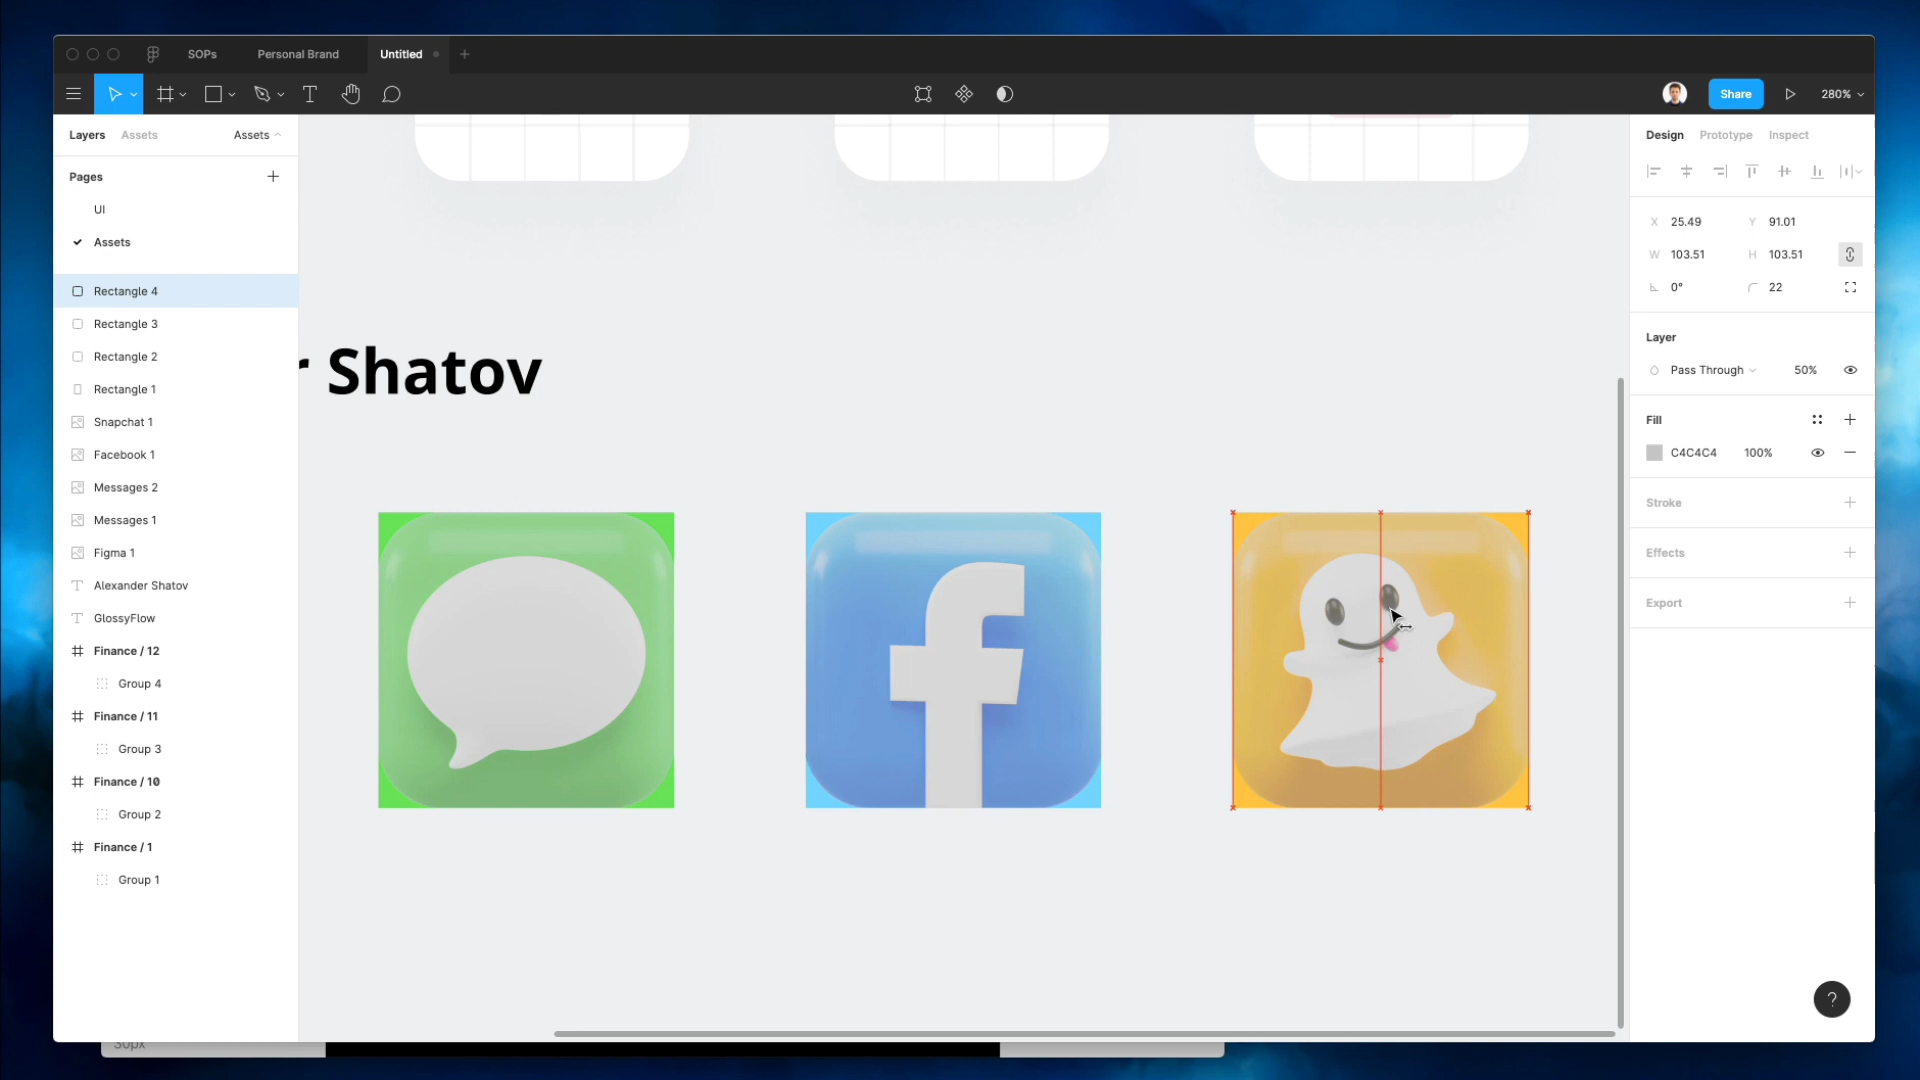 SOPs
Personal Brand
Untitled
Share
280%
Layers
Assets
Assets
Pages
UI
Assets
Rectangle 4
Rectangle 3
Rectangle 2
Rectangle 1
Snapchat 1
Facebook 1
Messages 2
Messages 1
Figma 1
Alexander Shatov
GlossyFlow
Finance / 12
Group 4
Finance / 11
Group 3
Finance / 10
Group 2
Finance / 1
Group 1
r Shatov
Design
Prototype
Inspect
X 25.49
Y 91.01
W 103.51
H 103.51
0°
22
Layer
Pass Through
50%
Fill
C4C4C4
100%
Stroke
Effects
Export
?
30px